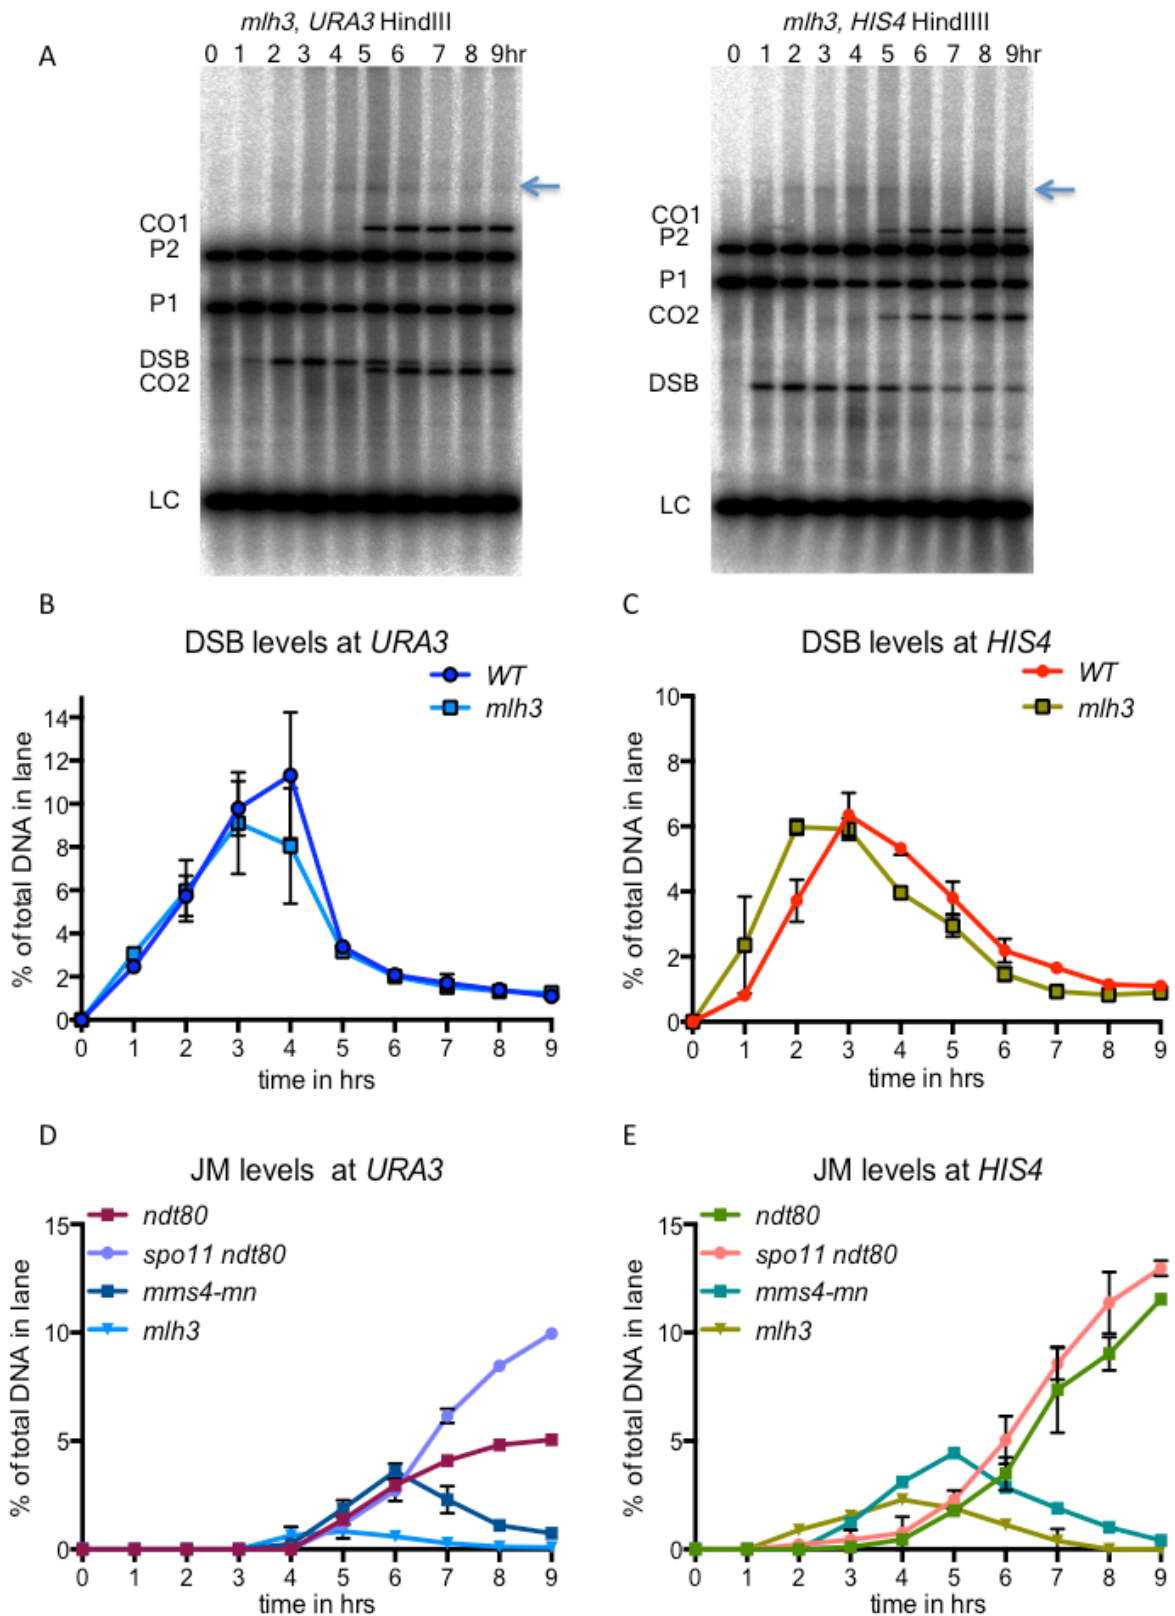 A
mlh3, URA3 HindIII
0 1 2 3 4 5 6 7 8 9hr
CO1
P2
P1
DSB
CO2
LC
mlh3, HIS4 HindIIII
0 1 2 3 4 5 6 7 8 9hr
CO1
P2
P1
CO2
DSB
LC
B
DSB levels at URA3
WT
mlh3
% of total DNA in lane
14
12
10
8
6
4
2
0
0 1 2 3 4 5 6 7 8 9
time in hrs
C
DSB levels at HIS4
WT
mlh3
% of total DNA in lane
10
8
6
4
2
0
0 1 2 3 4 5 6 7 8 9
time in hrs
D
JM levels at URA3
ndt80
spo11 ndt80
mms4-mn
mlh3
% of total DNA in lane
15
10
5
0
0 1 2 3 4 5 6 7 8 9
time in hrs
E
JM levels at HIS4
ndt80
spo11 ndt80
mms4-mn
mlh3
% of total DNA in lane
15
10
5
0
0 1 2 3 4 5 6 7 8 9
time in hrs